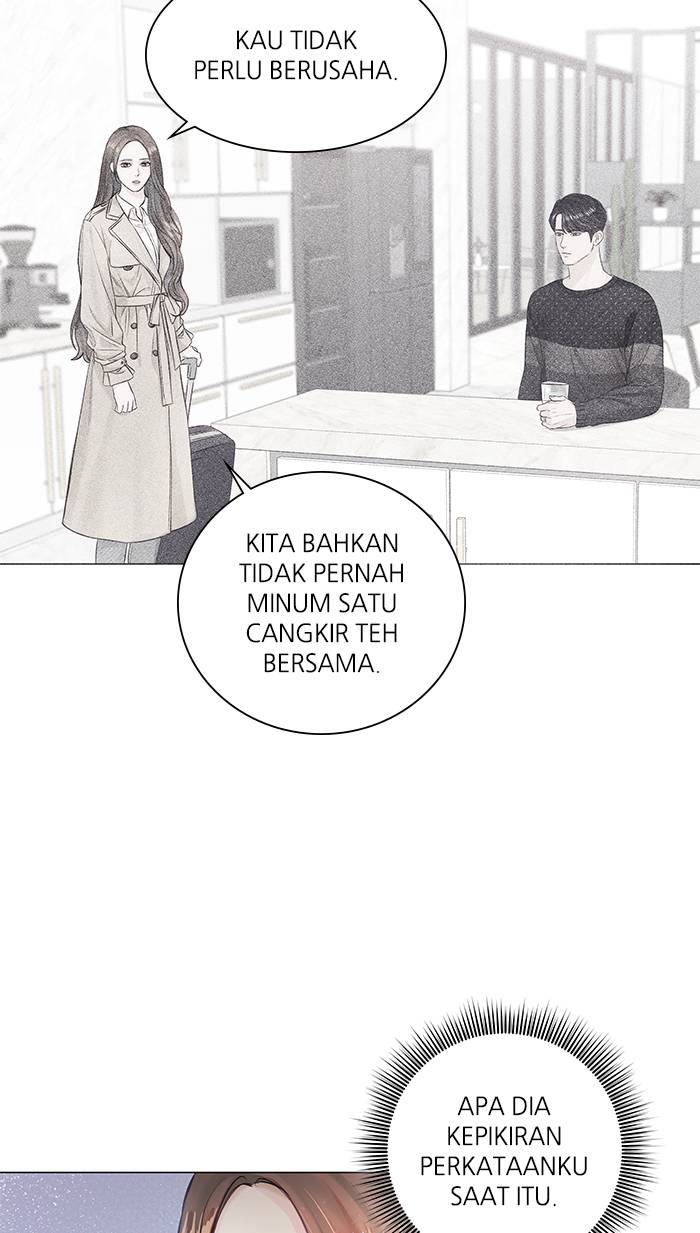 KAU TIDAK
PERLU BERUSAHA.
KITA BAHKAN
TIDAK PERNAH
MINUM SATU
CANGKIR TEH
BERSAMA.
APA DIA
KEPIKIRAN
PERKATAANKU
SAAT ITU.